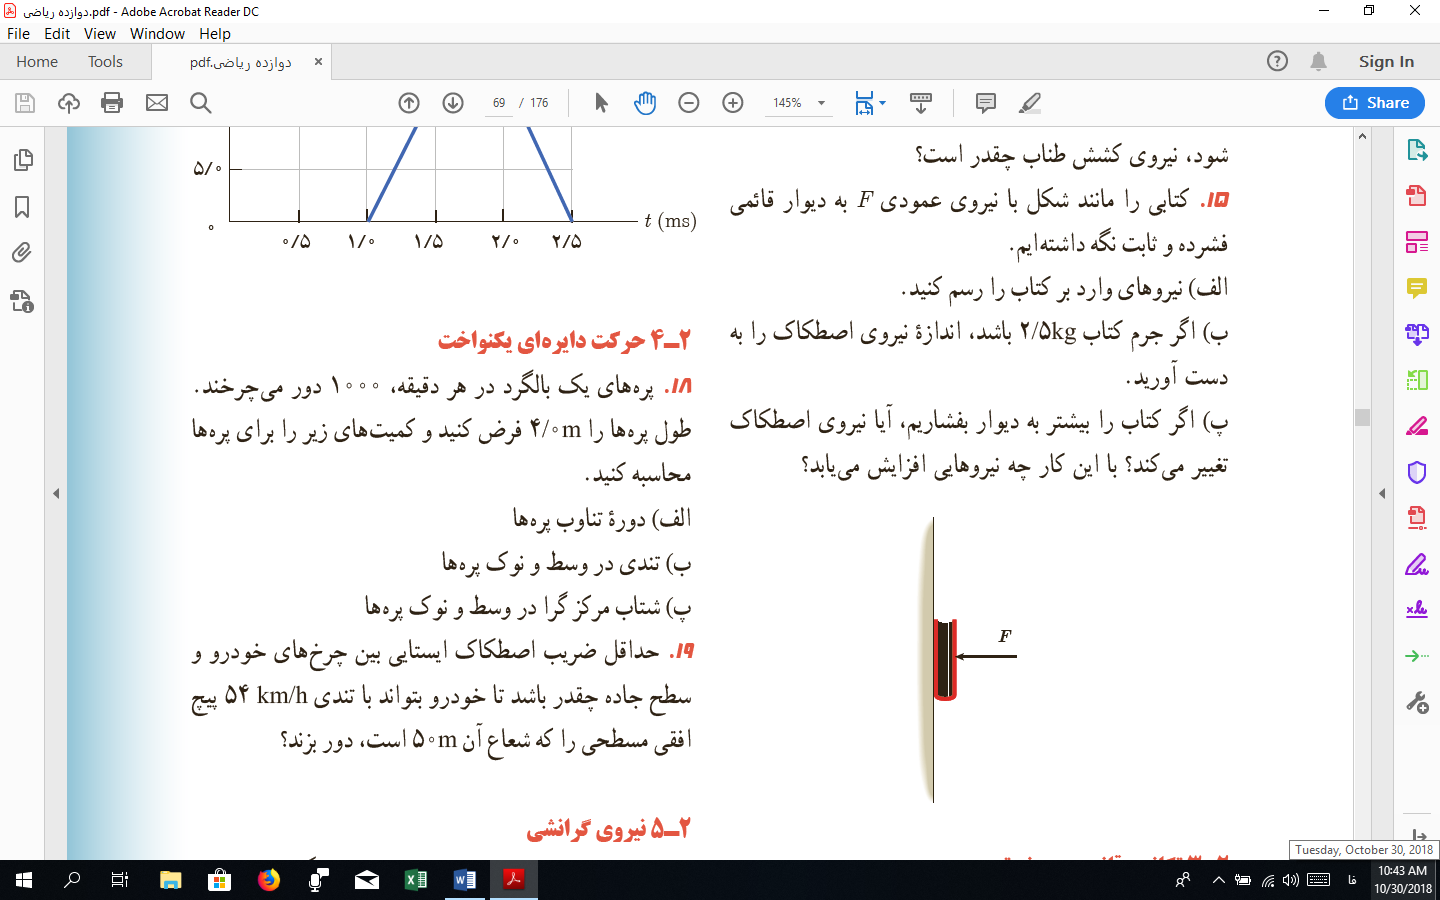 دوازده ریاضی.pdf - Adobe Acrobat Reader DC
File Edit View Window Help
Home Tools دوازده ریاضی.pdf × Sign In
69 / 176 145% Share
شود، نیروی کشش طناب چقدر است؟
۱۵. کتابی را مانند شکل با نیروی عمودی F به دیوار قائمی
فشرده و ثابت نگه داشته‌ایم.
الف) نیروهای وارد بر کتاب را رسم کنید.
ب) اگر جرم کتاب ۲/۵kg باشد، اندازۀ نیروی اصطکاک را به
دست آورید.
پ) اگر کتاب را بیشتر به دیوار بفشاریم، آیا نیروی اصطکاک
تغییر می‌کند؟ با این کار چه نیروهایی افزایش می‌یابد؟
F
۵/۰
۰
۰/۵ ۱/۰ ۱/۵ ۲/۰ ۲/۵
t (ms)
۲ــ۴ حرکت دایره‌ای یکنواخت
۱۸. پره‌های یک بالگرد در هر دقیقه، ۱۰۰۰ دور می‌چرخند.
طول پره‌ها را ۴/۰m فرض کنید و کمیت‌های زیر را برای پره‌ها
محاسبه کنید.
الف) دورۀ تناوب پره‌ها
ب) تندی در وسط و نوک پره‌ها
پ) شتاب مرکزگرا در وسط و نوک پره‌ها
۱۹. حداقل ضریب اصطکاک ایستایی بین چرخ‌های خودرو و
سطح جاده چقدر باشد تا خودرو بتواند با تندی ۵۴ km/h پیچ
افقی مسطحی را که شعاع آن ۵۰m است، دور بزند؟
۲ــ۵ نیروی گرانشی
Tuesday, October 30, 2018
فا
10:43 AM
10/30/2018